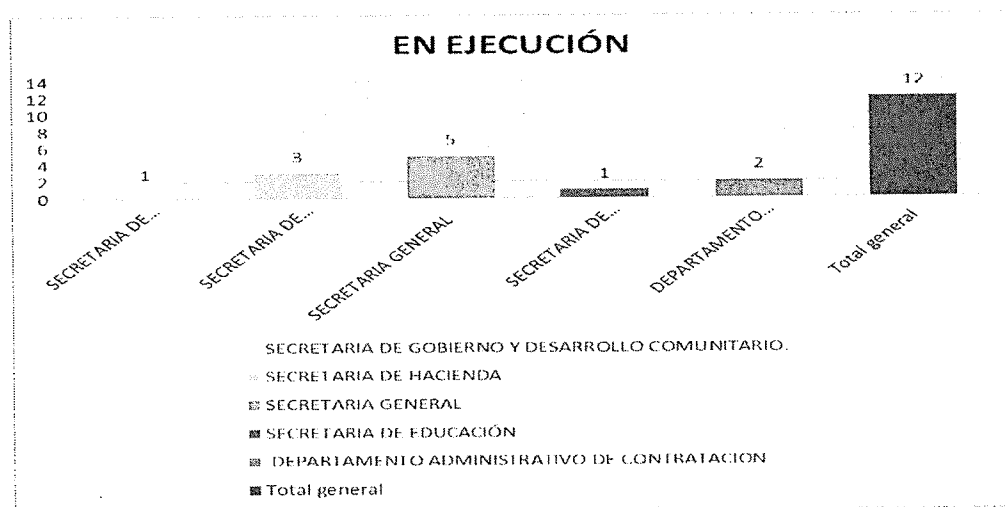 EN EJECUCIÓN
14
12
10
8
6
4
2
0
1
3
5
1
2
12
SECRETARIA DE...
SECRETARIA DE...
SECRETARIA GENERAL
SECRETARIA DE...
DEPARTAMENTO...
Total general
SECRETARIA DE GOBIERNO Y DESARROLLO COMUNITARIO.
SECRETARIA DE HACIENDA
SECRETARIA GENERAL
SECRETARIA DE EDUCACIÓN
DEPARTAMENTO ADMINISTRATIVO DE CONTRATACION
Total general